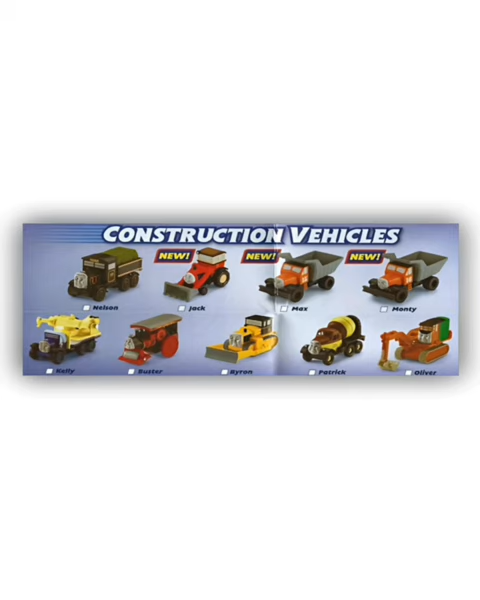 CONSTRUCTION VEHICLES
NEW! NEW! NEW!
Nelson Jack Max Monty
Kelly Buster Byron Patrick Oliver